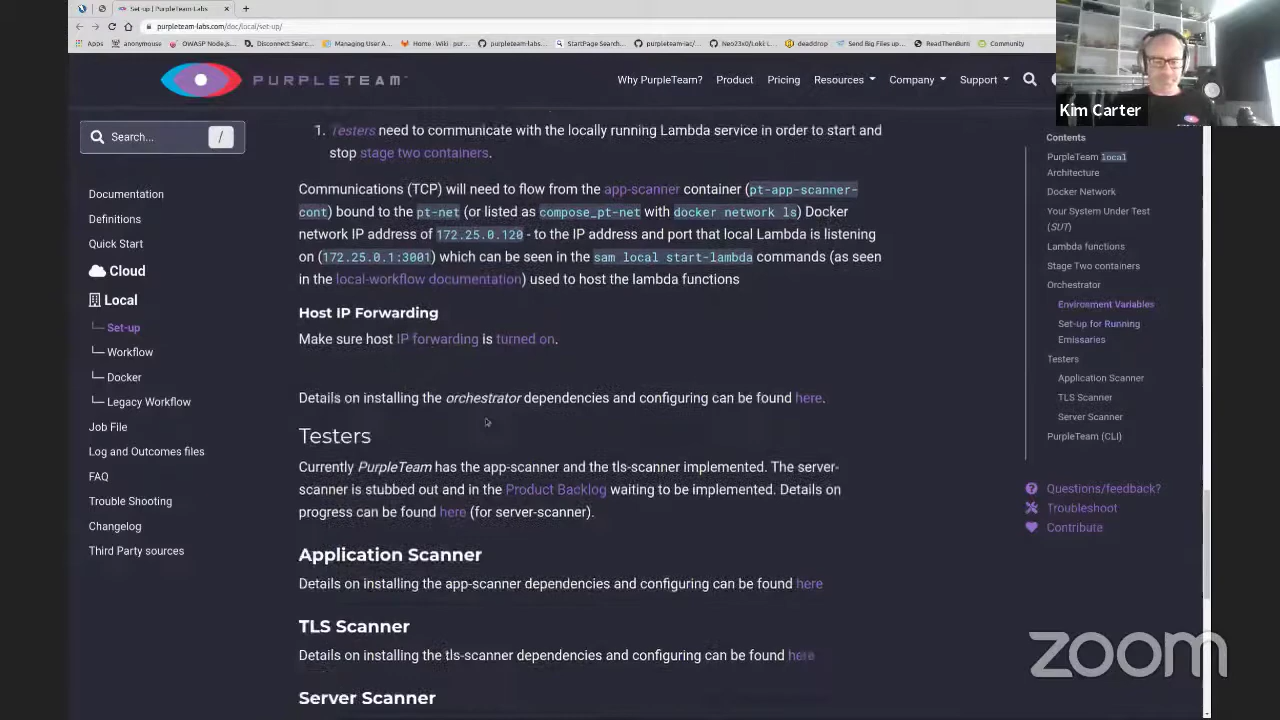 Set-up | PurpleTeam-Labs
purpleteam-labs.com/doc/local/set-up/
Apps
anonymouse
OWASP Node.js...
Disconnect Search...
Managing User A...
Home · Wiki · pur...
purpleteam-labs...
StartPage Search...
purpleteam-iac/...
Neo23x0/Loki: L...
deaddrop
Send Big Files up...
ReadThenBurn
Community
PURPLETEAM
Why PurpleTeam?
Product
Pricing
Resources
Company
Support
Kim Carter
Search...
/
Documentation
Definitions
Quick Start
Cloud
Local
Set-up
Workflow
Docker
Legacy Workflow
Job File
Log and Outcomes files
FAQ
Trouble Shooting
Changelog
Third Party sources
1. Testers need to communicate with the locally running Lambda service in order to start and
stop stage two containers.
Communications (TCP) will need to flow from the app-scanner container (pt-app-scanner-
cont) bound to the pt-net (or listed as compose_pt-net with docker network ls) Docker
network IP address of 172.25.0.120 - to the IP address and port that local Lambda is listening
on (172.25.0.1:3001) which can be seen in the sam local start-lambda commands (as seen
in the local-workflow documentation) used to host the lambda functions
Host IP Forwarding
Make sure host IP forwarding is turned on.
Details on installing the orchestrator dependencies and configuring can be found here.
Testers
Currently PurpleTeam has the app-scanner and the tls-scanner implemented. The server-
scanner is stubbed out and in the Product Backlog waiting to be implemented. Details on
progress can be found here (for server-scanner).
Application Scanner
Details on installing the app-scanner dependencies and configuring can be found here
TLS Scanner
Details on installing the tls-scanner dependencies and configuring can be found here
Server Scanner
Contents
PurpleTeam local
Architecture
Docker Network
Your System Under Test
(SUT)
Lambda functions
Stage Two containers
Orchestrator
Environment Variables
Set-up for Running
Emissaries
Testers
Application Scanner
TLS Scanner
Server Scanner
PurpleTeam (CLI)
Questions/feedback?
Troubleshoot
Contribute
zoom